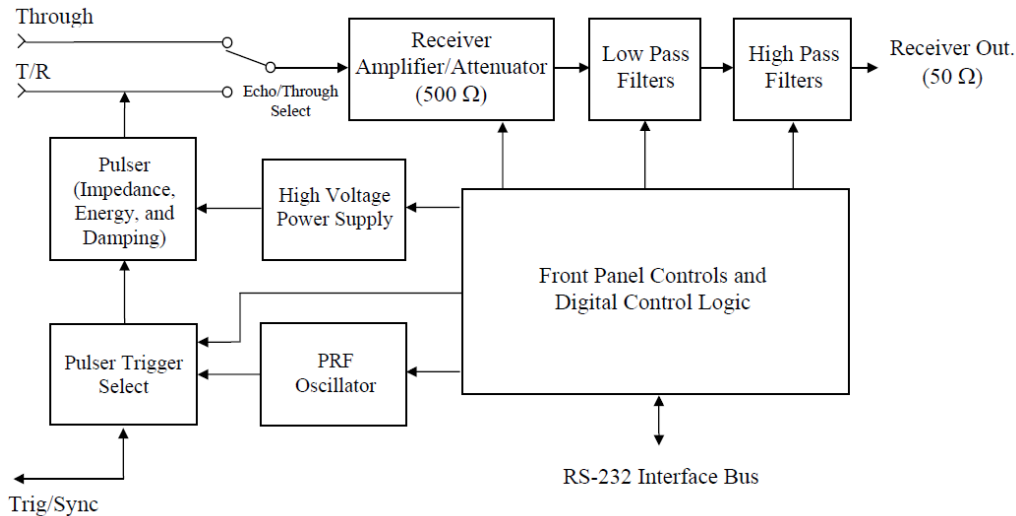 Through
T/R
Echo/Through
Select
Receiver
Amplifier/Attenuator
(500 Ω)
Low Pass
Filters
High Pass
Filters
Receiver Out.
(50 Ω)
Pulser
(Impedance,
Energy, and
Damping)
High Voltage
Power Supply
Front Panel Controls and
Digital Control Logic
Pulser Trigger
Select
PRF
Oscillator
Trig/Sync
RS-232 Interface Bus